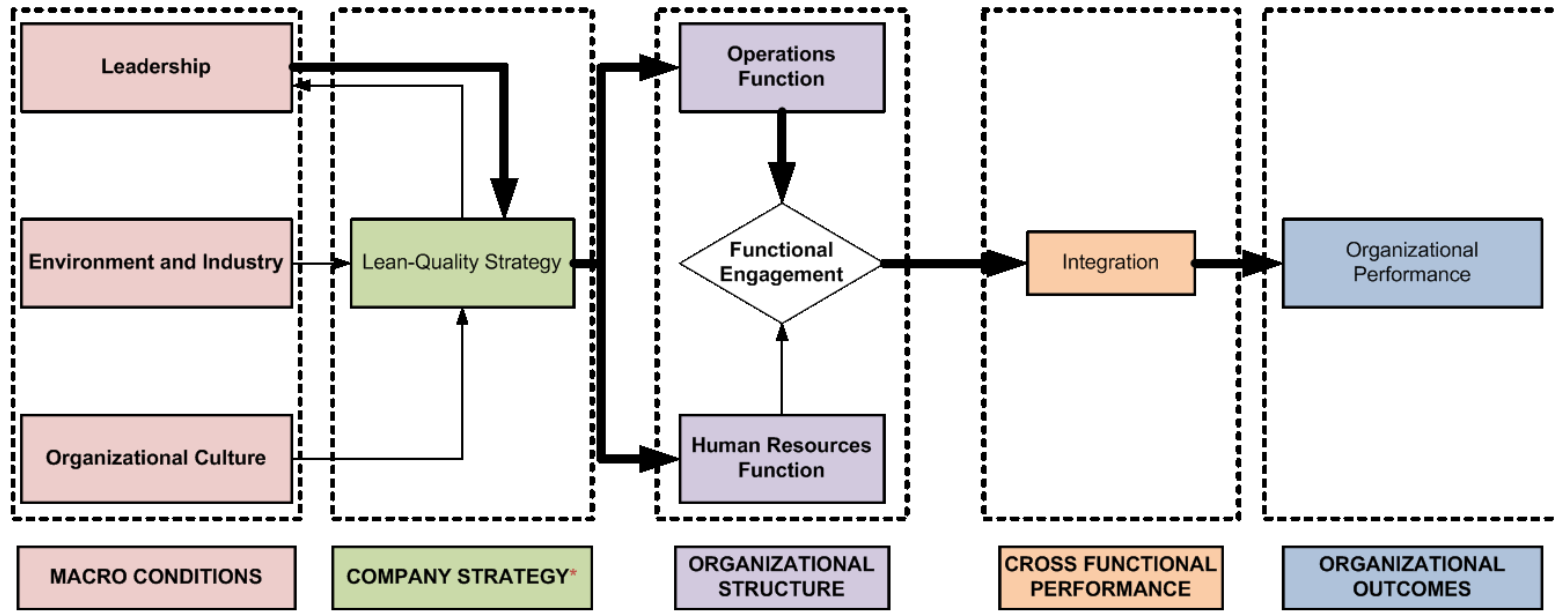 Leadership
Environment and Industry
Organizational Culture
Lean-Quality Strategy
Operations
Function
Functional
Engagement
Human Resources
Function
Integration
Organizational
Performance
MACRO CONDITIONS
COMPANY STRATEGY*
ORGANIZATIONAL
STRUCTURE
CROSS FUNCTIONAL
PERFORMANCE
ORGANIZATIONAL
OUTCOMES